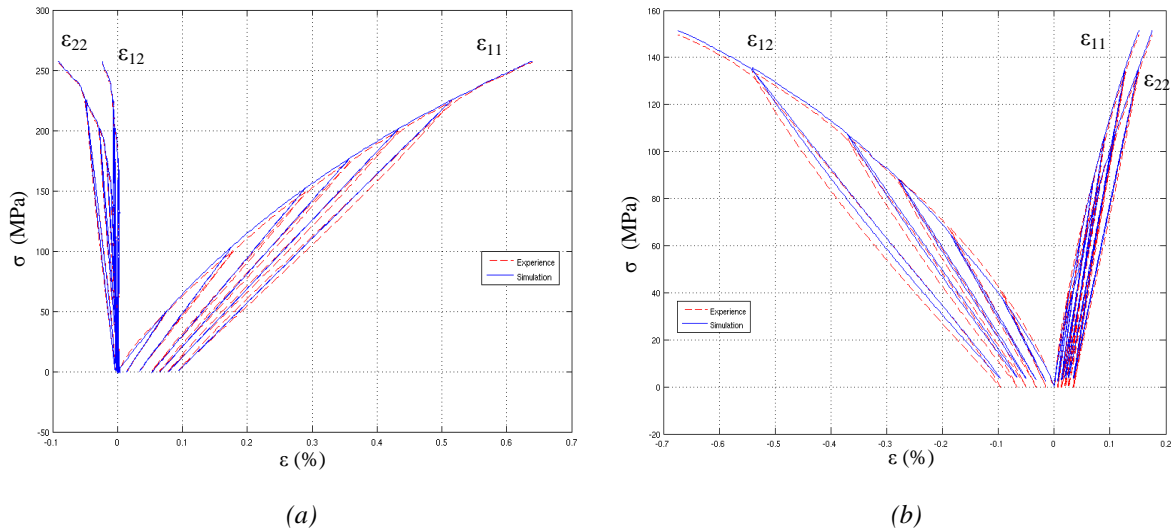 300
250
200
150
100
50
0
-50
-0.1
0
0.1
0.2
0.3
0.4
0.5
0.6
0.7
σ (MPa)
ε (%)
ε22
ε12
ε11
Experience
Simulation
(a)
160
140
120
100
80
60
40
20
0
-20
-0.7
-0.6
-0.5
-0.4
-0.3
-0.2
-0.1
0
0.1
0.2
σ (MPa)
ε (%)
ε12
ε11
ε22
Experience
Simulation
(b)